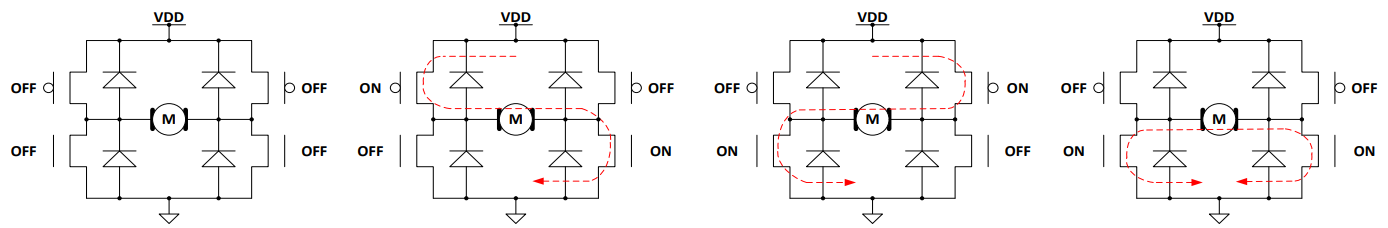 VDD VDD VDD VDD
OFF OFF ON OFF OFF ON OFF OFF
M M M M
OFF OFF OFF ON ON OFF ON ON